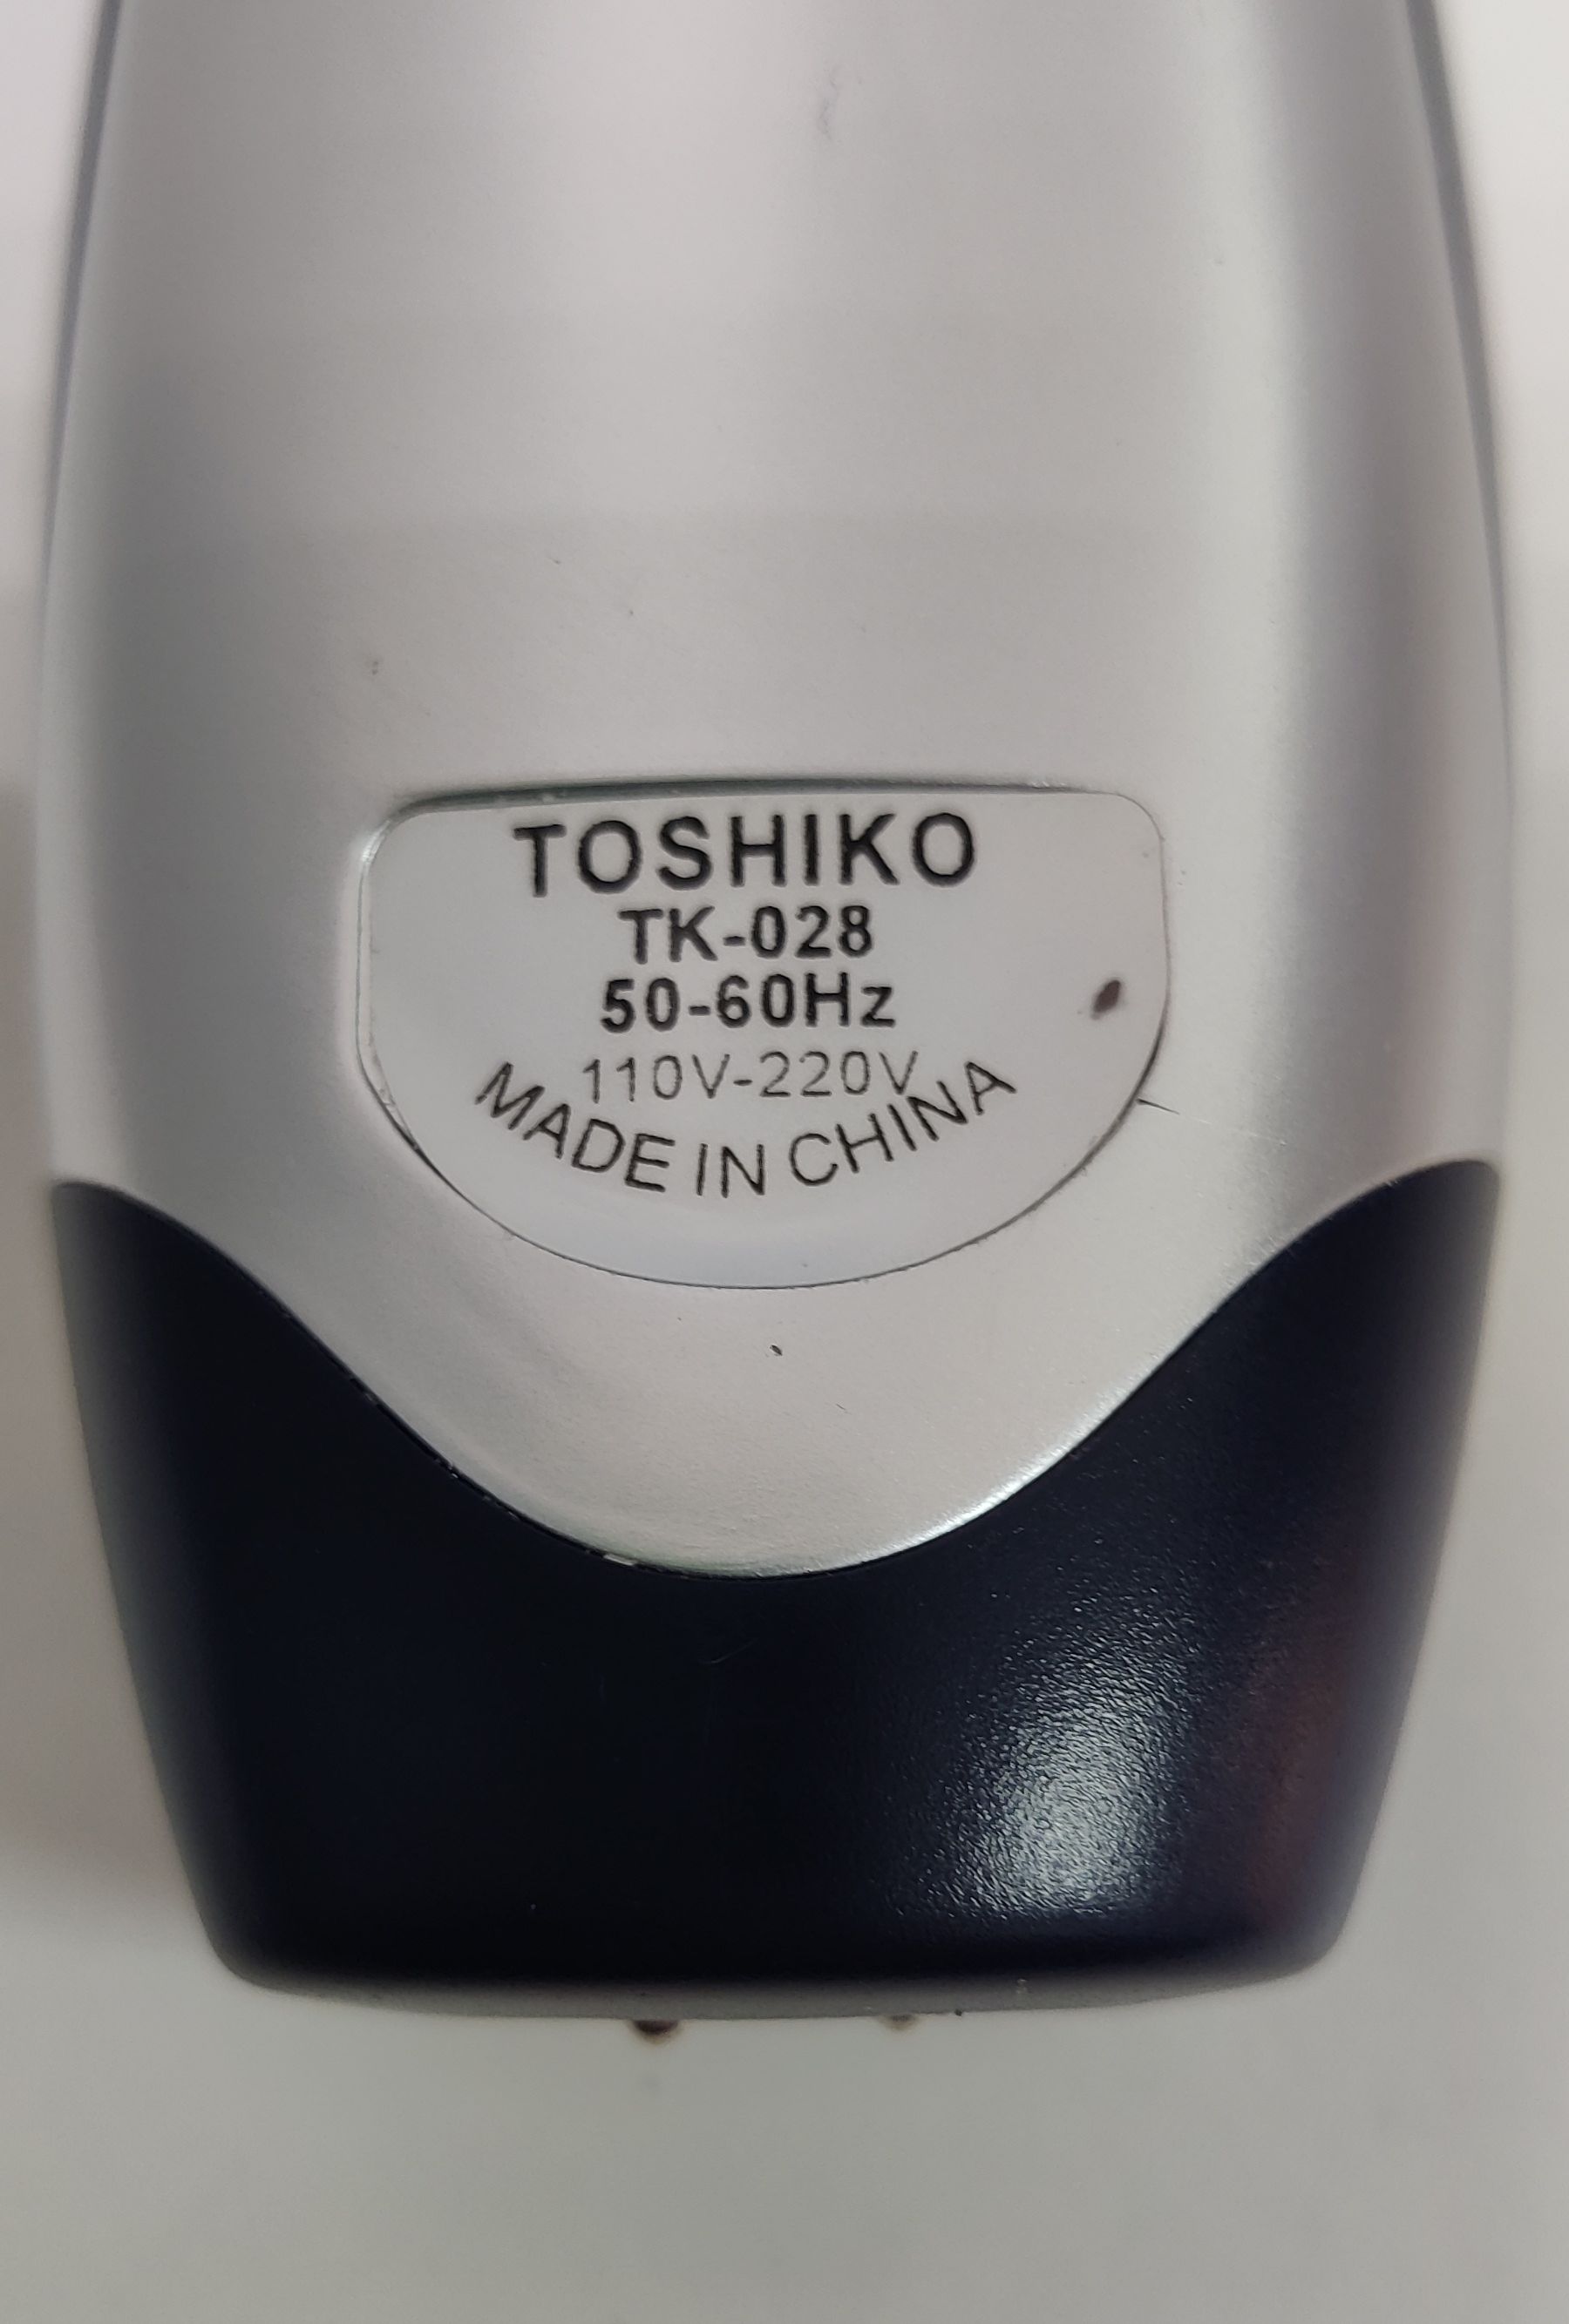 TOSHIKO
TK-028
50-60Hz
110V-220V
MADE IN CHINA